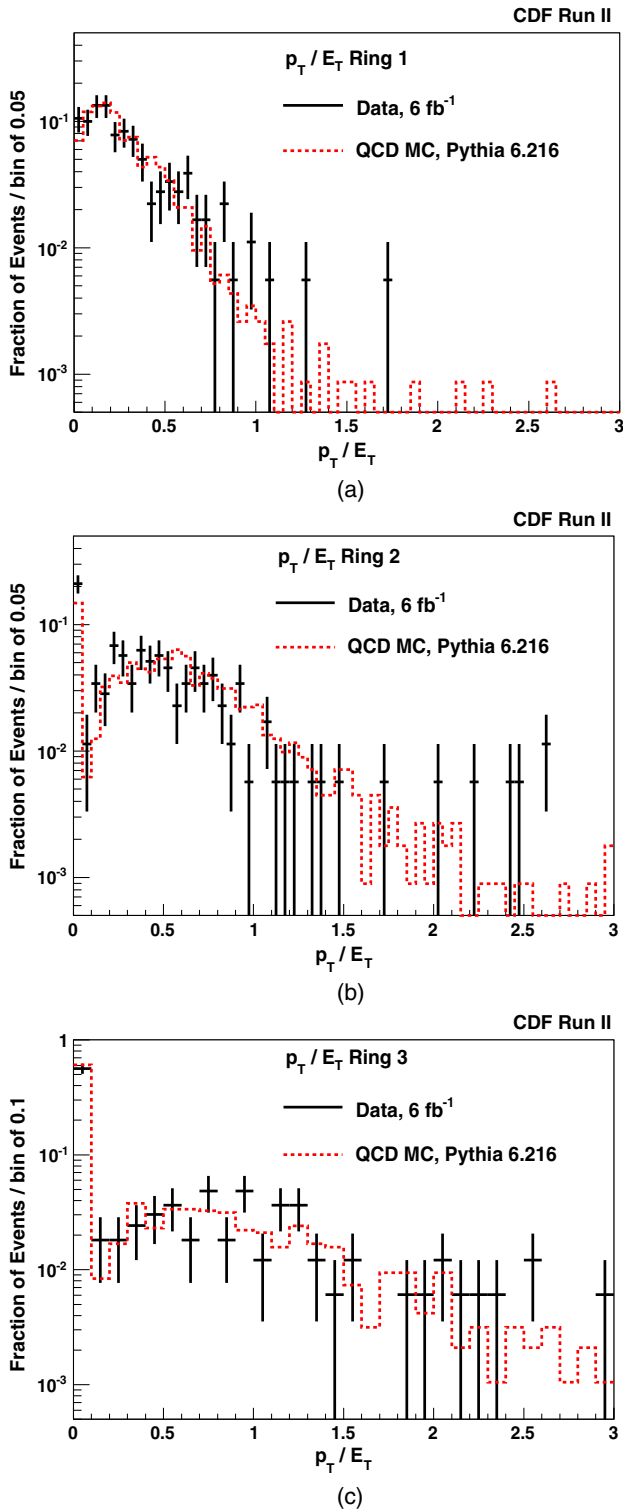 CDF Run II
p_T / E_T Ring 1
Data, 6 fb⁻¹
QCD MC, Pythia 6.216
Fraction of Events / bin of 0.05
10⁻¹
10⁻²
10⁻³
0 0.5 1 1.5 2 2.5 3
p_T / E_T
(a)
CDF Run II
p_T / E_T Ring 2
Data, 6 fb⁻¹
QCD MC, Pythia 6.216
Fraction of Events / bin of 0.05
10⁻¹
10⁻²
10⁻³
0 0.5 1 1.5 2 2.5 3
p_T / E_T
(b)
CDF Run II
p_T / E_T Ring 3
Data, 6 fb⁻¹
QCD MC, Pythia 6.216
Fraction of Events / bin of 0.1
1
10⁻¹
10⁻²
10⁻³
0 0.5 1 1.5 2 2.5 3
p_T / E_T
(c)